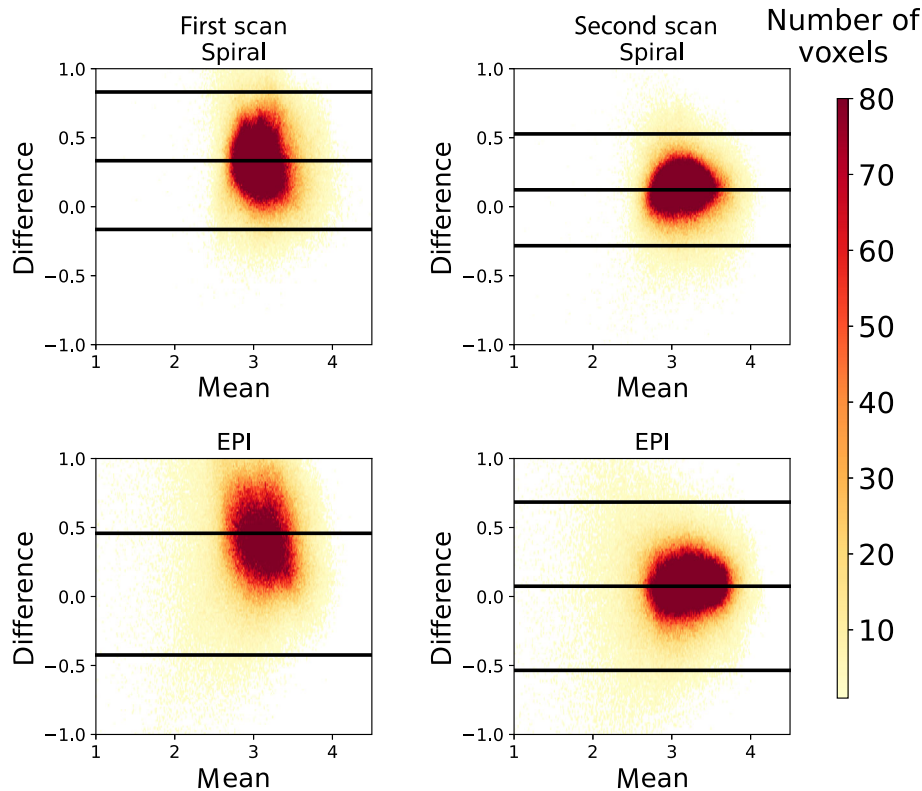 First scan
Spiral
1.0
0.5
0.0
−0.5
−1.0
Difference
1
2
3
4
Mean
Second scan
Spiral
1.0
0.5
0.0
−0.5
−1.0
Difference
1
2
3
4
Mean
Number of
voxels
80
70
60
50
40
30
20
10
EPI
1.0
0.5
0.0
−0.5
−1.0
Difference
1
2
3
4
Mean
EPI
1.0
0.5
0.0
−0.5
−1.0
Difference
1
2
3
4
Mean